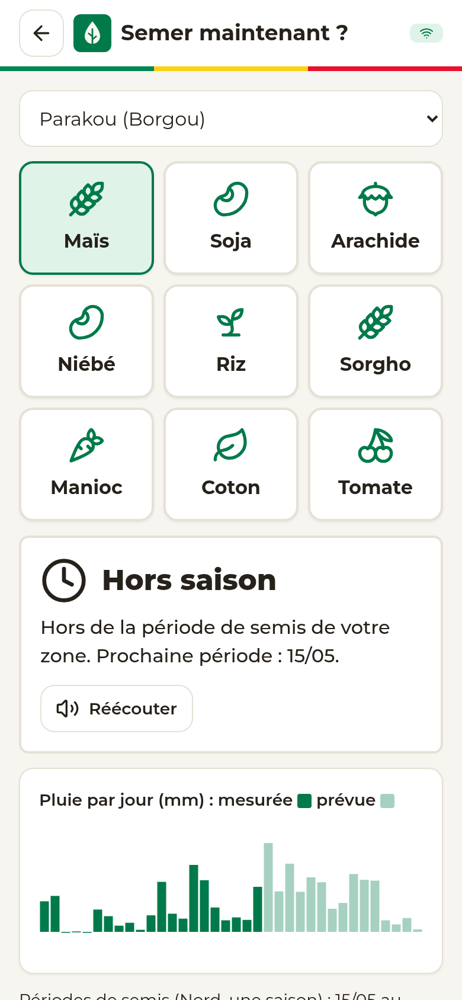 Semer maintenant ?
Parakou (Borgou)
Maïs
Soja
Arachide
Niébé
Riz
Sorgho
Manioc
Coton
Tomate
Hors saison
Hors de la période de semis de votre
zone. Prochaine période : 15/05.
Réécouter
Pluie par jour (mm) : mesurée prévue
Périodes de semis (Nord, une saison) : 15/05 au